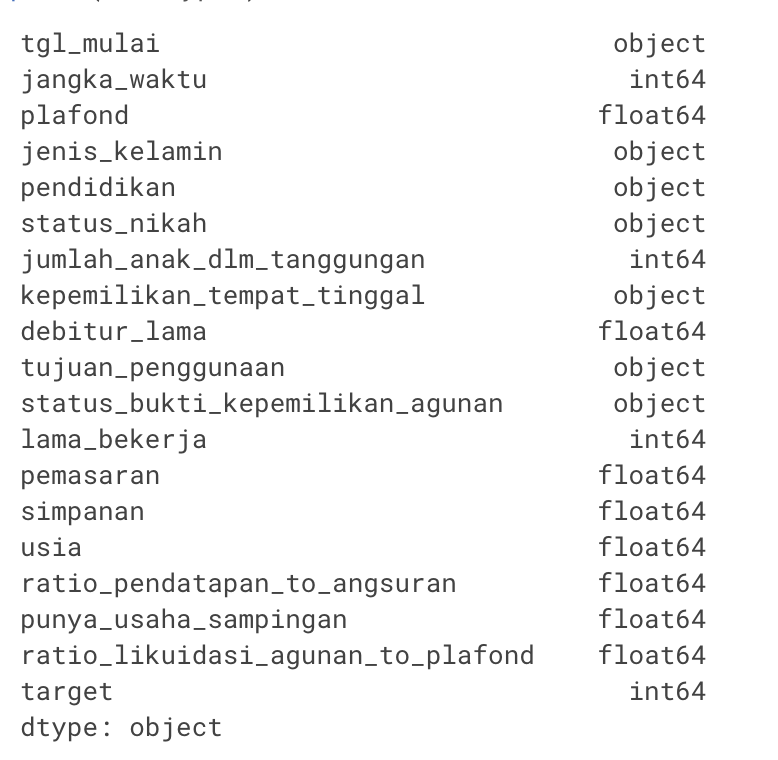 tgl_mulai object
jangka_waktu int64
plafond float64
jenis_kelamin object
pendidikan object
status_nikah object
jumlah_anak_dlm_tanggungan int64
kepemilikan_tempat_tinggal object
debitur_lama float64
tujuan_penggunaan object
status_bukti_kepemilikan_agunan object
lama_bekerja int64
pemasaran float64
simpanan float64
usia float64
ratio_pendatapan_to_angsuran float64
punya_usaha_sampingan float64
ratio_likuidasi_agunan_to_plafond float64
target int64
dtype: object